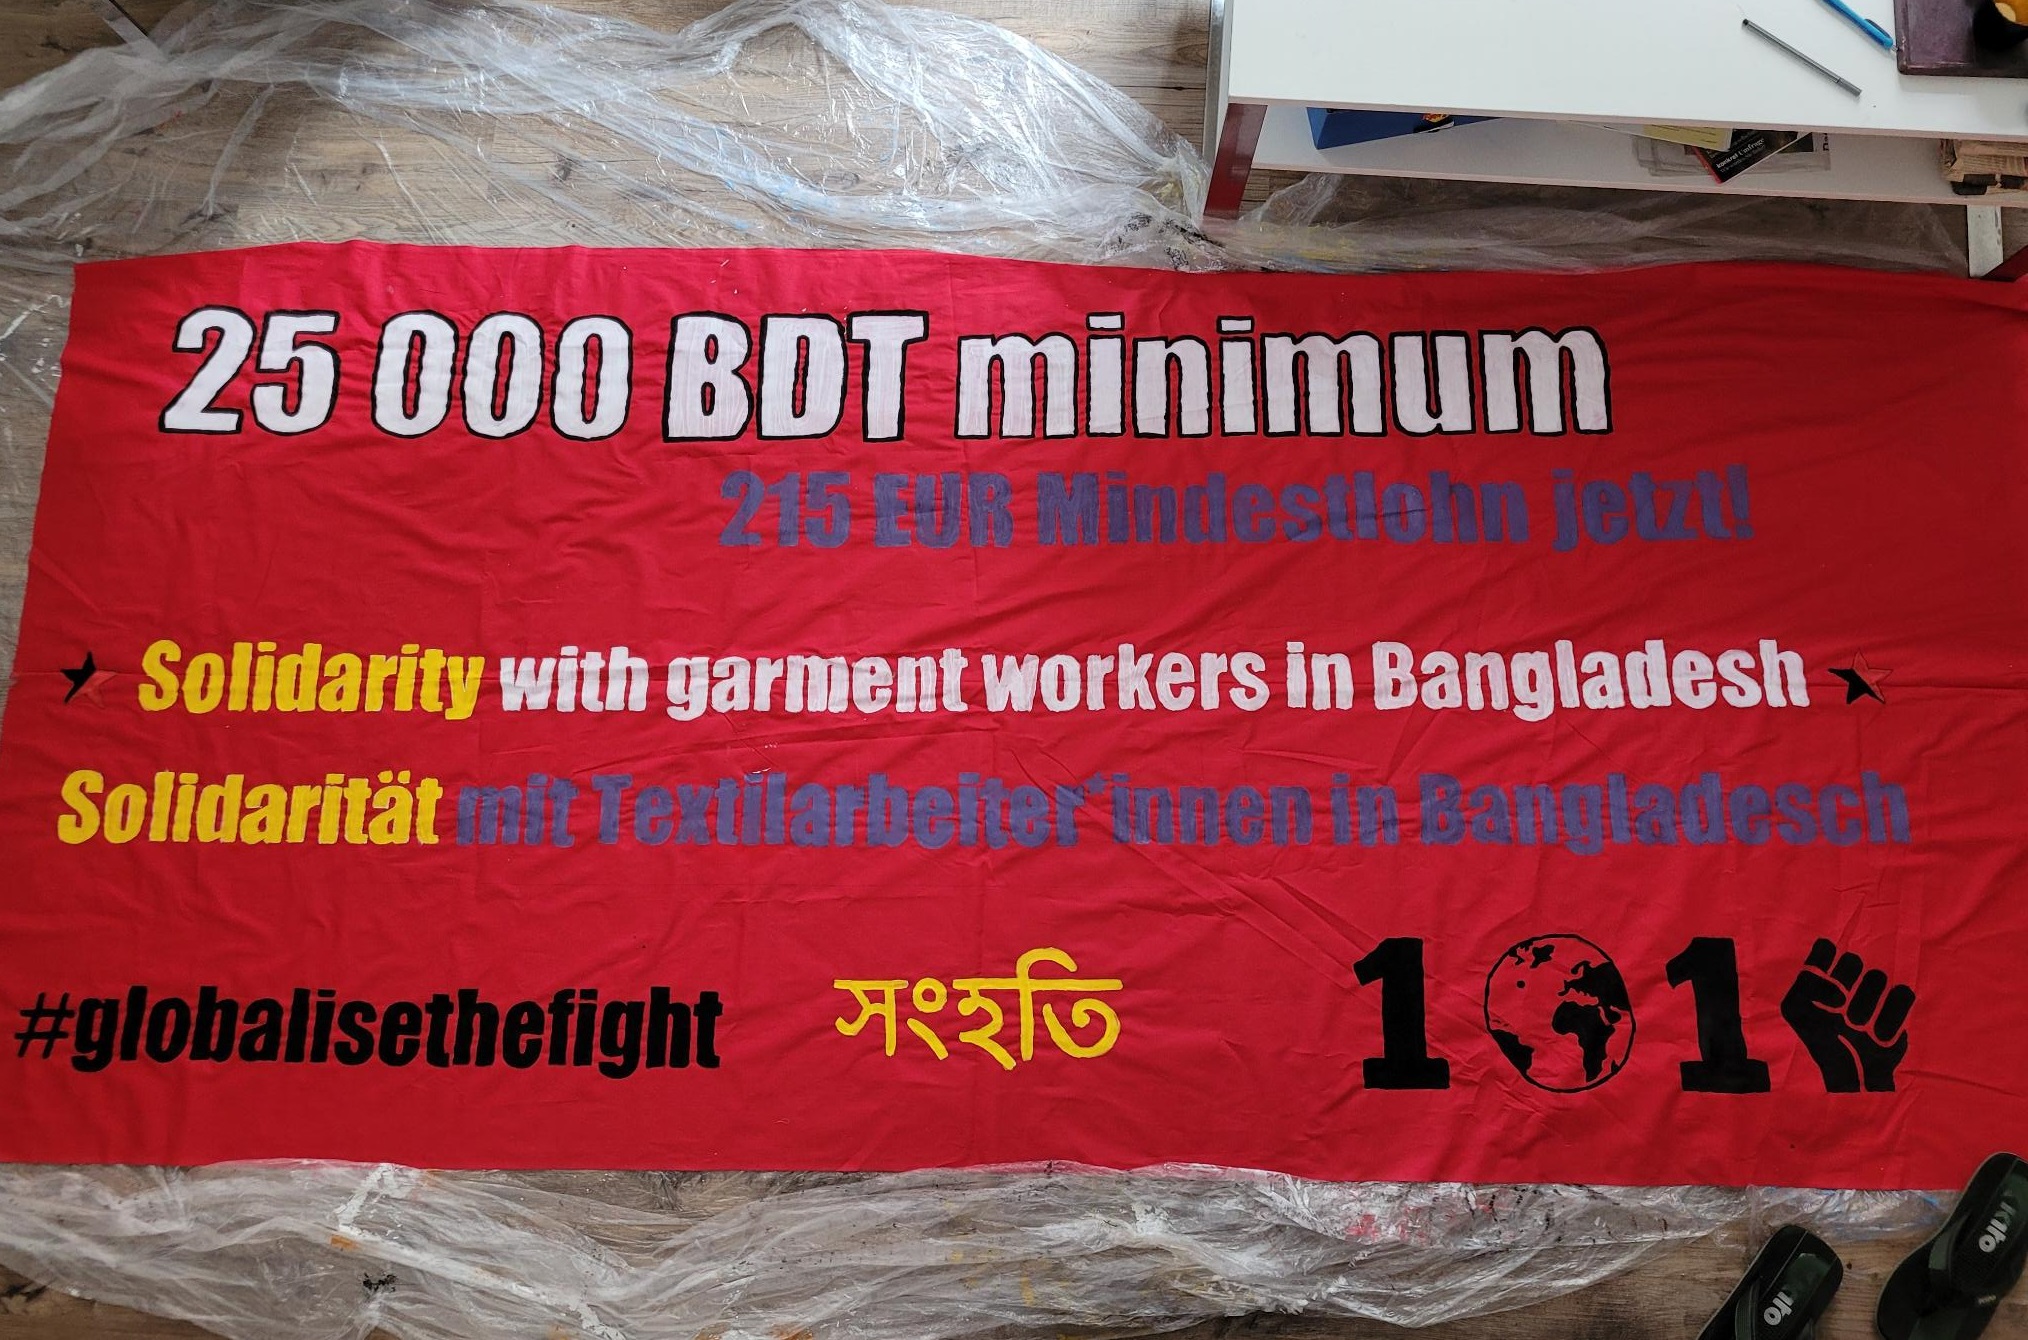 25 000 BDT minimum
215 EUR Mindestlohn jetzt!
Solidarity with garment workers in Bangladesh
Solidarität mit Textilarbeiter*innen in Bangladesch
#globalisethefight
সংহতি
1 1